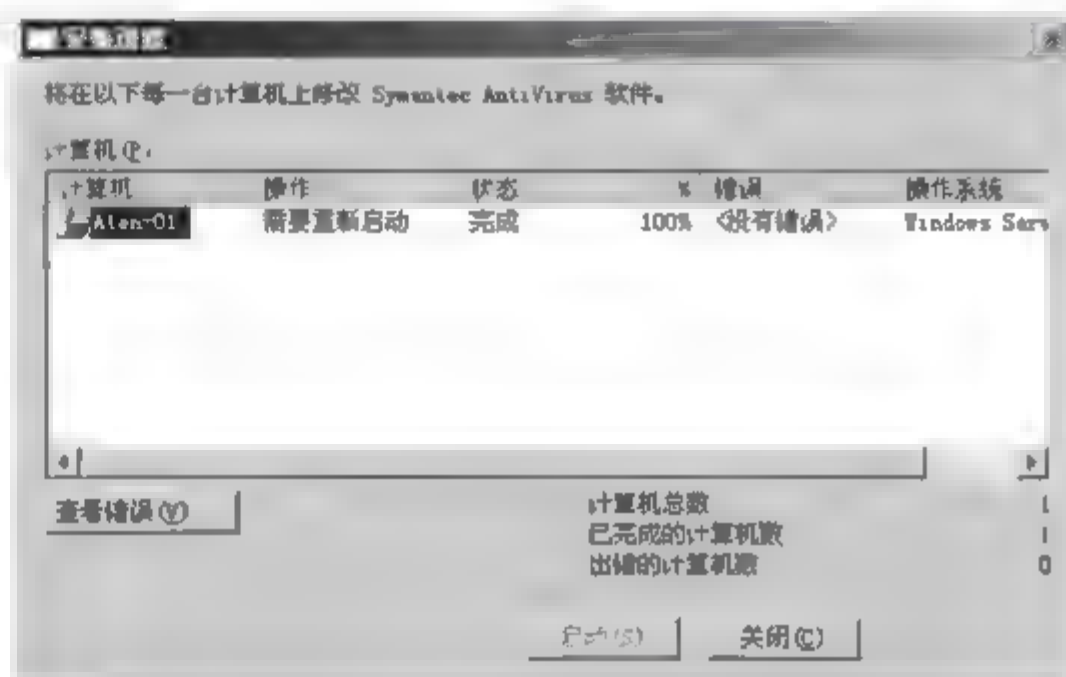 将在以下每一台计算机上修改 Symantec AntiVirus 软件。
计算机(P):
计算机 操作 状态 % 错误 操作系统
Aten-01 需要重新启动 完成 100% <没有错误> Windows Serv
查看错误(V)
计算机总数 1
已完成的计算机数 1
出错的计算机数 0
启动(S) 关闭(C)